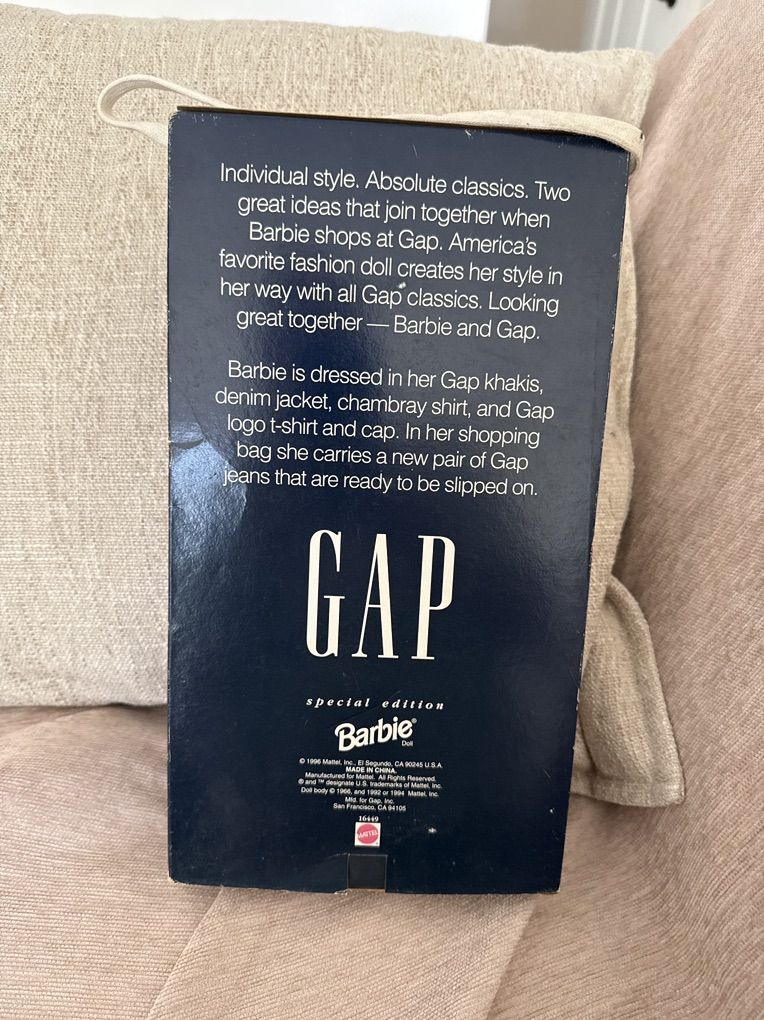 Individual style. Absolute classics. Two
great ideas that join together when
Barbie shops at Gap. America's
favorite fashion doll creates her style in
her way with all Gap classics. Looking
great together — Barbie and Gap.
Barbie is dressed in her Gap khakis,
denim jacket, chambray shirt, and Gap
logo t-shirt and cap. In her shopping
bag she carries a new pair of Gap
jeans that are ready to be slipped on.
GAP
special edition
Barbie®
Doll
© 1996 Mattel, Inc., El Segundo, CA 90245 U.S.A.
MADE IN CHINA.
Manufactured for Mattel. All Rights Reserved.
® and ™ designate U.S. trademarks of Mattel, Inc.
Doll body © 1966, and 1992 or 1994 Mattel, Inc.
Mfd. for Gap, Inc.
San Francisco, CA 94105
16449
MATTEL